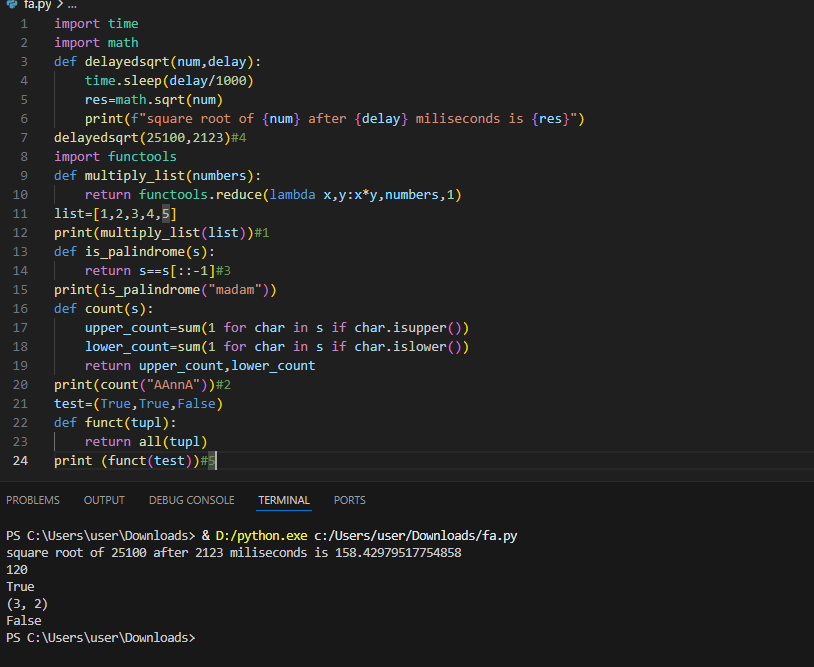 fa.py > ...
1 import time
2 import math
3 def delayedsqrt(num,delay):
4     time.sleep(delay/1000)
5     res=math.sqrt(num)
6     print(f"square root of {num} after {delay} miliseconds is {res}")
7 delayedsqrt(25100,2123)#4
8 import functools
9 def multiply_list(numbers):
10     return functools.reduce(lambda x,y:x*y,numbers,1)
11 list=[1,2,3,4,5]
12 print(multiply_list(list))#1
13 def is_palindrome(s):
14     return s==s[::-1]#3
15 print(is_palindrome("madam"))
16 def count(s):
17     upper_count=sum(1 for char in s if char.isupper())
18     lower_count=sum(1 for char in s if char.islower())
19     return upper_count,lower_count
20 print(count("AAnnA"))#2
21 test=(True,True,False)
22 def funct(tupl):
23     return all(tupl)
24 print (funct(test))#5
PROBLEMS OUTPUT DEBUG CONSOLE TERMINAL PORTS
PS C:\Users\user\Downloads> & D:/python.exe c:/Users/user/Downloads/fa.py
square root of 25100 after 2123 miliseconds is 158.42979517754858
120
True
(3, 2)
False
PS C:\Users\user\Downloads>